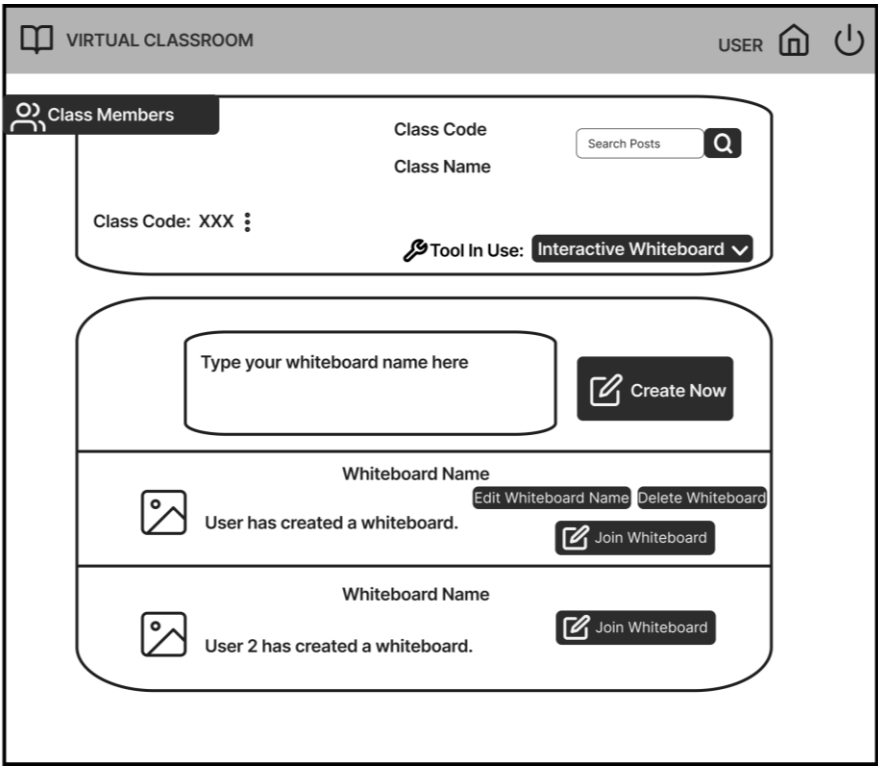 VIRTUAL CLASSROOM
USER
Class Members
Class Code
Search Posts
Class Name
Class Code: XXX
Tool In Use: Interactive Whiteboard
Type your whiteboard name here
Create Now
Whiteboard Name
Edit Whiteboard Name Delete Whiteboard
User has created a whiteboard.
Join Whiteboard
Whiteboard Name
Join Whiteboard
User 2 has created a whiteboard.